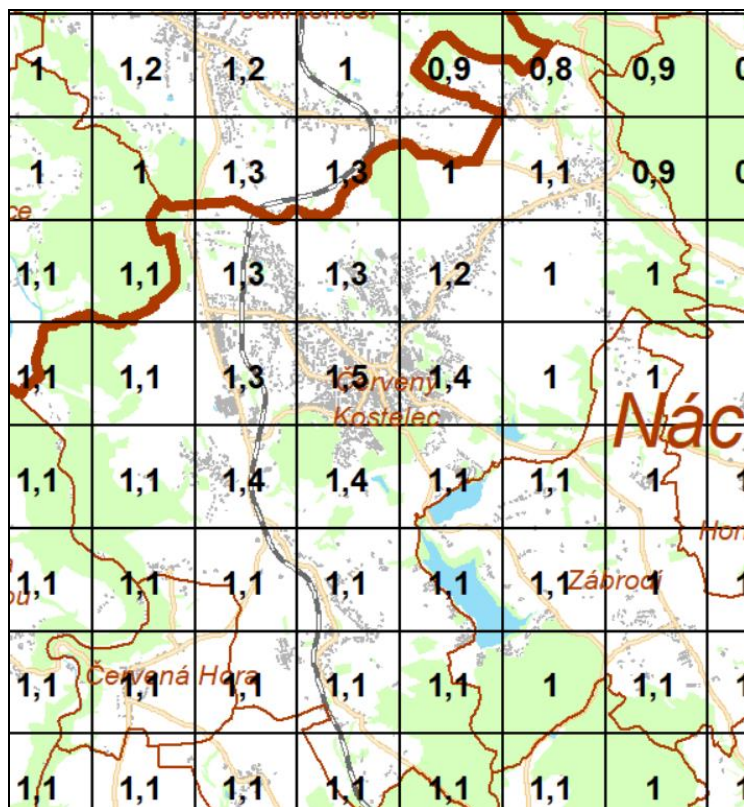 1 1,2 1,2 1 0,9 0,8 0,9
1 1 1,3 1,3 1 1,1 0,9
1,1 1,1 1,3 1,3 1,2 1 1
1,1 1,1 1,3 1,5 1,4 1 1
Červený
Kostelec
Nác
1,1 1,1 1,4 1,4 1,1 1,1 1
1,1 1,1 1,1 1,1 1,1 1,1 1
Zábrodí
1,1 1,1 1,1 1,1 1,1 1 1,1
Červená Hora
1,1 1,1 1,1 1,1 1,1 1,1 1